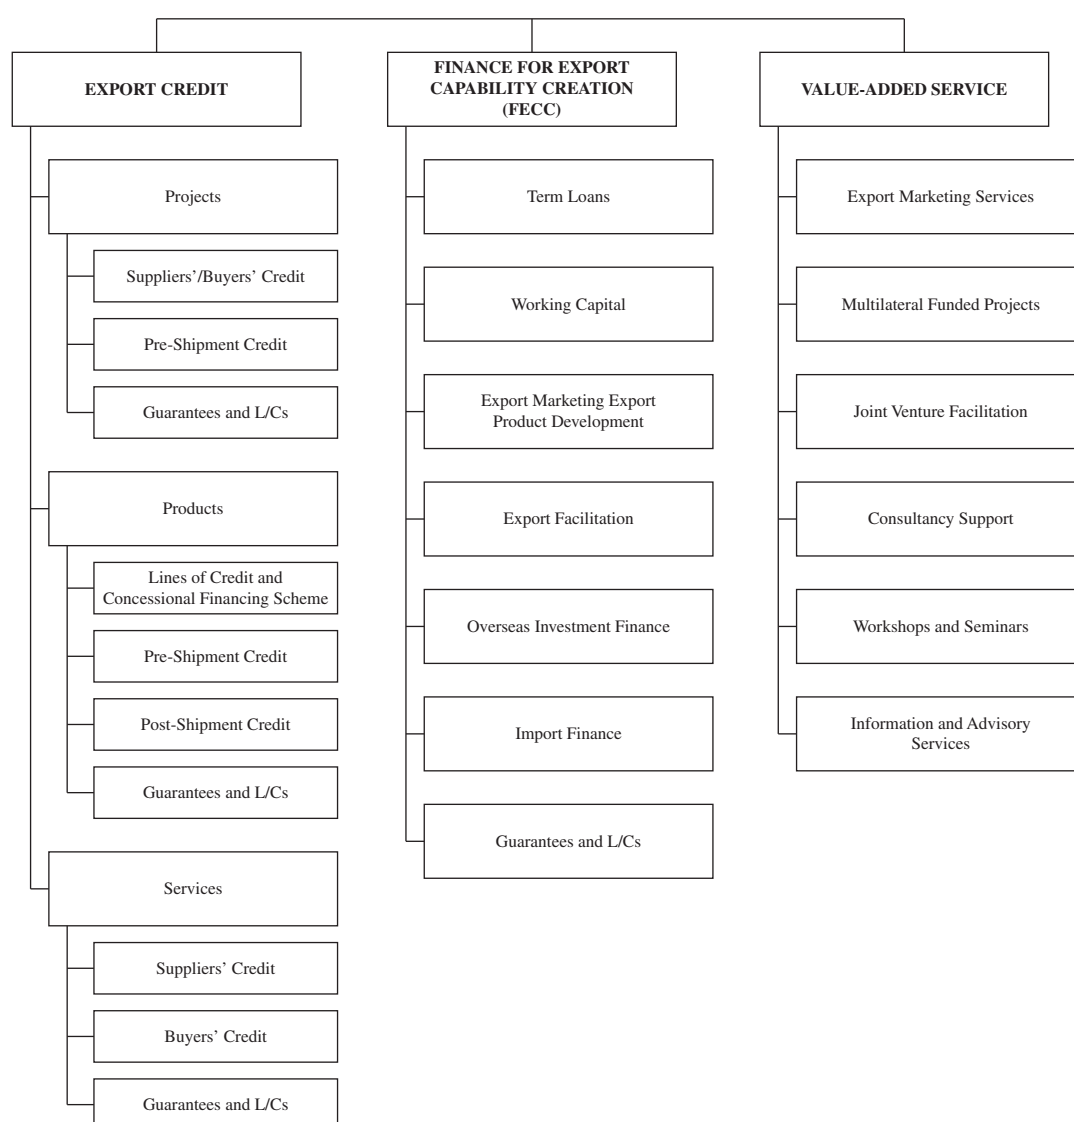 EXPORT CREDIT
Projects
Suppliers’/Buyers’ Credit
Pre-Shipment Credit
Guarantees and L/Cs
Products
Lines of Credit and
Concessional Financing Scheme
Pre-Shipment Credit
Post-Shipment Credit
Guarantees and L/Cs
Services
Suppliers’ Credit
Buyers’ Credit
Guarantees and L/Cs
FINANCE FOR EXPORT
CAPABILITY CREATION
(FECC)
Term Loans
Working Capital
Export Marketing Export
Product Development
Export Facilitation
Overseas Investment Finance
Import Finance
Guarantees and L/Cs
VALUE-ADDED SERVICE
Export Marketing Services
Multilateral Funded Projects
Joint Venture Facilitation
Consultancy Support
Workshops and Seminars
Information and Advisory
Services